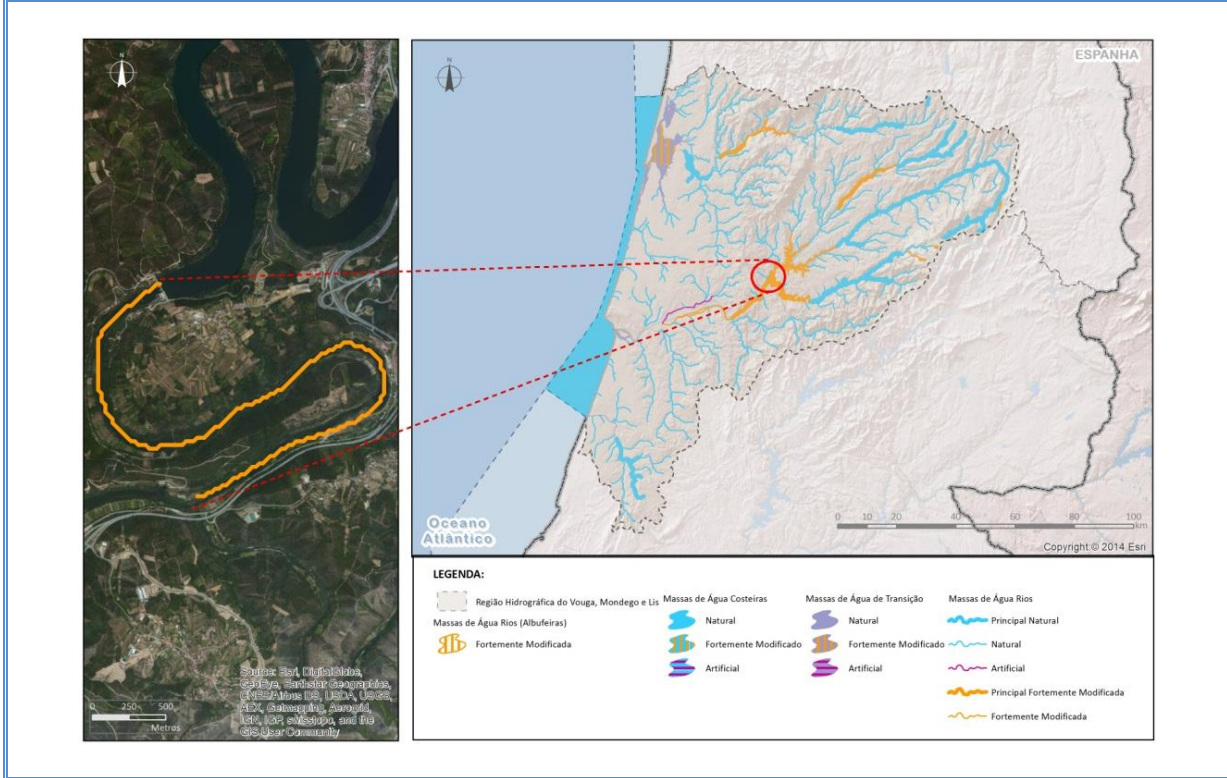 N
0 250 500
Metros
Source: Esri, DigitalGlobe,
GeoEye, Earthstar Geographics,
CNES/Airbus DS, USDA, USGS,
AEX, Getmapping, Aerogrid,
IGN, IGP, swisstopo, and the
GIS User Community
N
ESPANHA
Oceano
Atlântico
0 10 20 40 60 80 100
km
Copyright:© 2014 Esri
LEGENDA:
Região Hidrográfica do Vouga, Mondego e Lis
Massas de Água Rios (Albufeiras)
Fortemente Modificada
Massas de Água Costeiras
Natural
Fortemente Modificado
Artificial
Massas de Água de Transição
Natural
Fortemente Modificado
Artificial
Massas de Água Rios
Principal Natural
Natural
Artificial
Principal Fortemente Modificada
Fortemente Modificada